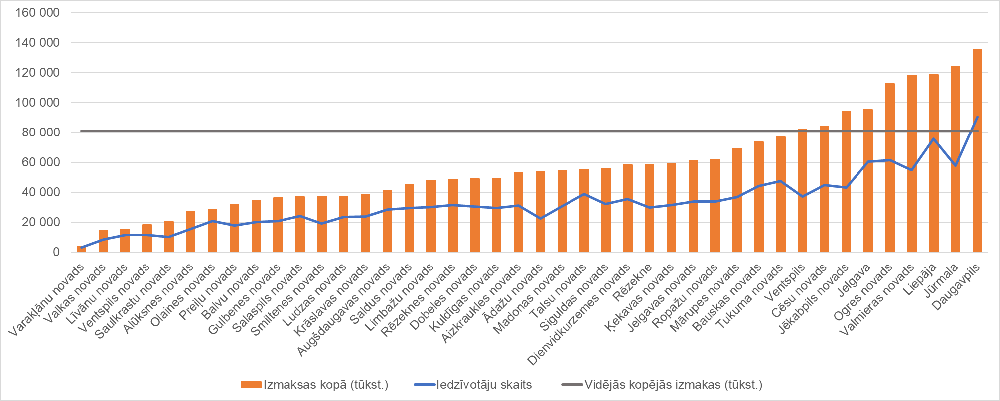 160 000
140 000
120 000
100 000
80 000
60 000
40 000
20 000
0
Varakļānu novads
Valkas novads
Līvānu novads
Ventspils novads
Saulkrastu novads
Alūksnes novads
Olaines novads
Preiļu novads
Balvu novads
Gulbenes novads
Salaspils novads
Smiltenes novads
Ludzas novads
Krāslavas novads
Augšdaugavas novads
Saldus novads
Limbažu novads
Rēzeknes novads
Dobeles novads
Kuldīgas novads
Aizkraukles novads
Ādažu novads
Madonas novads
Talsu novads
Siguldas novads
Dienvidkurzemes novads
Rēzekne
Ķekavas novads
Jelgavas novads
Ropažu novads
Mārupes novads
Bauskas novads
Tukuma novads
Ventspils
Cēsu novads
Jēkabpils novads
Jelgava
Ogres novads
Valmieras novads
Liepāja
Jūrmala
Daugavpils
Izmaksas kopā (tūkst.)
Iedzīvotāju skaits
Vidējās kopējās izmakas (tūkst.)